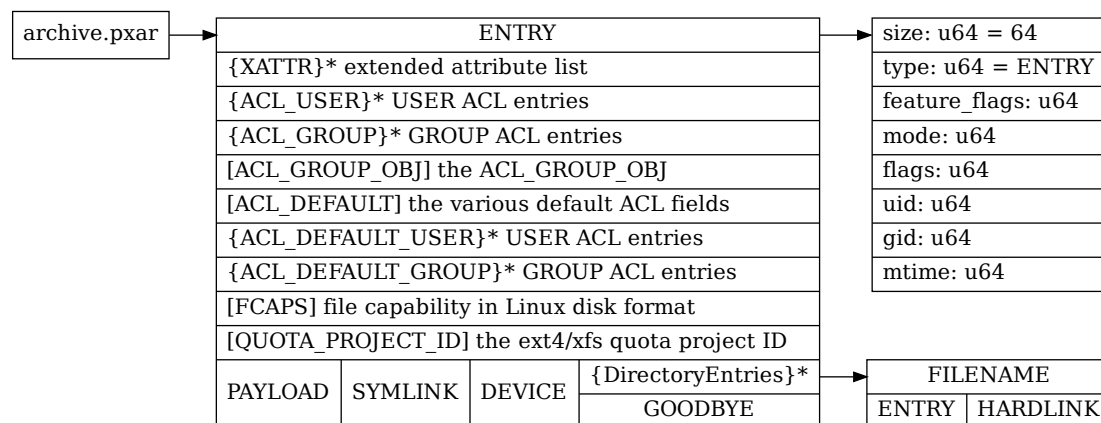 archive.pxar
ENTRY
{XATTR}* extended attribute list
{ACL_USER}* USER ACL entries
{ACL_GROUP}* GROUP ACL entries
[ACL_GROUP_OBJ] the ACL_GROUP_OBJ
[ACL_DEFAULT] the various default ACL fields
{ACL_DEFAULT_USER}* USER ACL entries
{ACL_DEFAULT_GROUP}* GROUP ACL entries
[FCAPS] file capability in Linux disk format
[QUOTA_PROJECT_ID] the ext4/xfs quota project ID
PAYLOAD
SYMLINK
DEVICE
{DirectoryEntries}*
GOODBYE
size: u64 = 64
type: u64 = ENTRY
feature_flags: u64
mode: u64
flags: u64
uid: u64
gid: u64
mtime: u64
FILENAME
ENTRY
HARDLINK